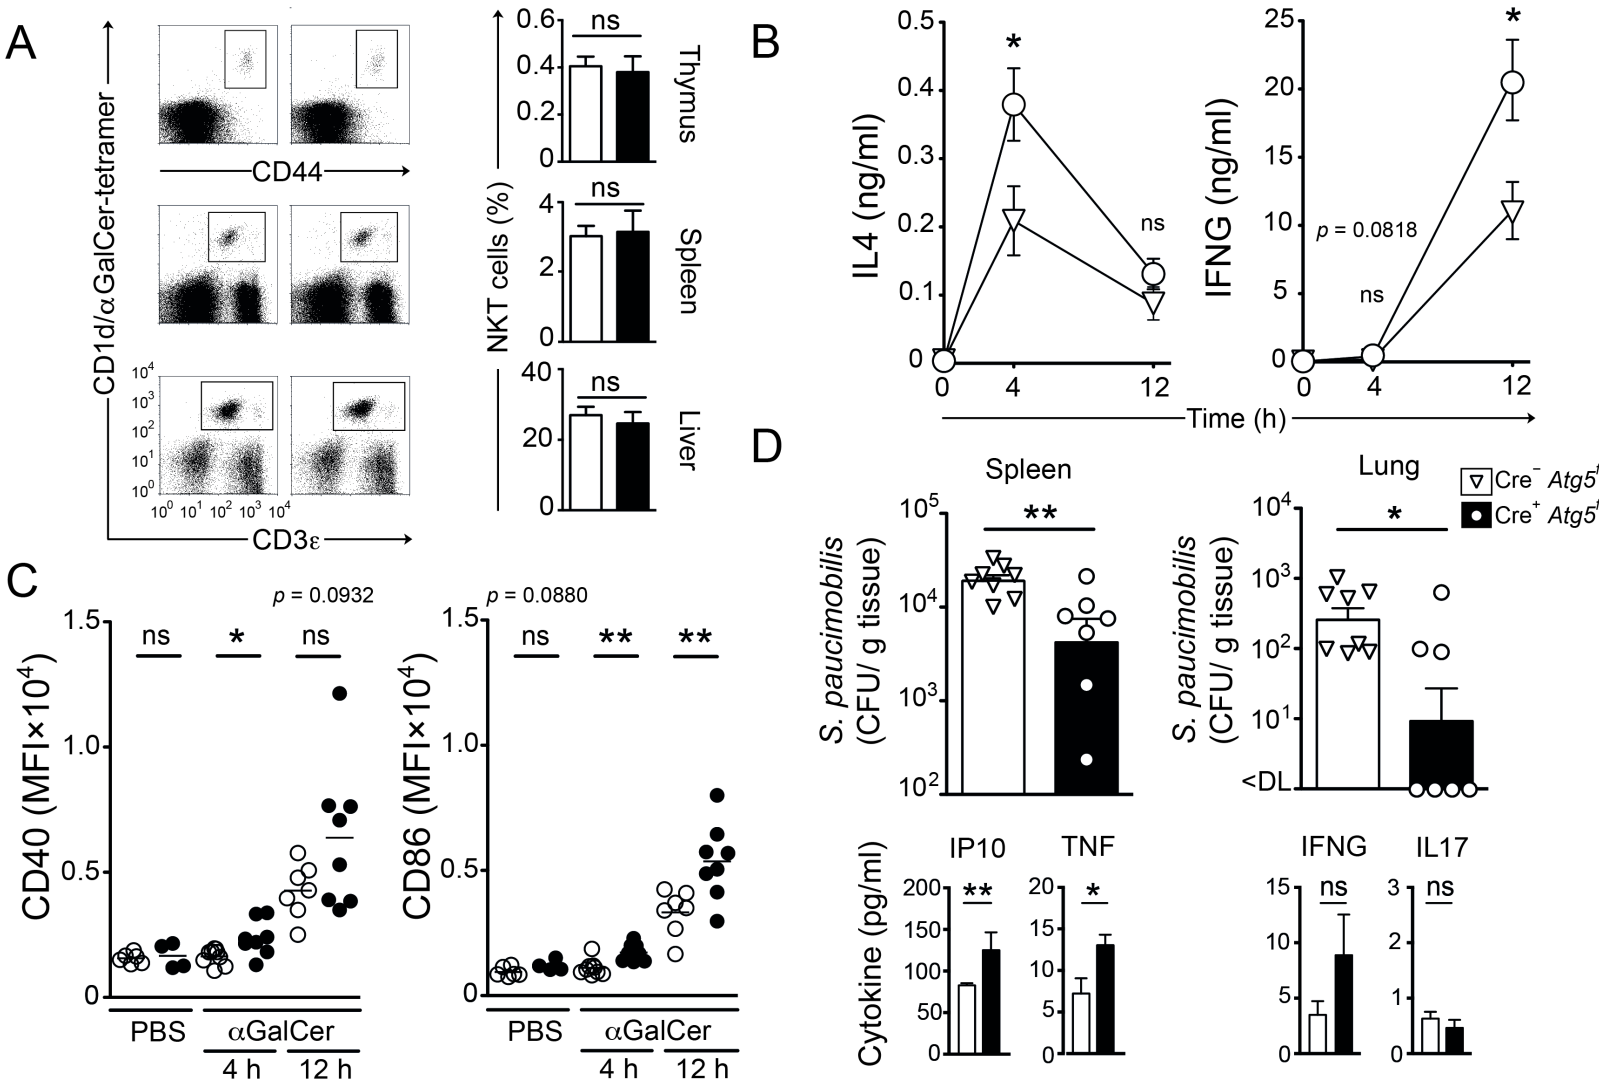 A
CD1d/αGalCer-tetramer
CD44
10⁴
10³
10²
10¹
10⁰
10⁰ 10¹ 10² 10³ 10⁴
CD3ε
NKT cells (%)
0.6
0.4
0.2
0
ns
Thymus
4
2
0
ns
Spleen
40
20
0
ns
Liver
B
IL4 (ng/ml)
0.5
0.4
0.3
0.2
0.1
0
*
ns
0 4 12
IFNG (ng/ml)
25
20
15
10
5
0
p = 0.0818
ns
*
0 4 12
Time (h)
C
CD40 (MFI×10⁴)
1.5
1.0
0.5
0
p = 0.0932
ns * ns
PBS αGalCer
4 h 12 h
CD86 (MFI×10⁴)
1.5
1.0
0.5
0
p = 0.0880
ns ** **
PBS αGalCer
4 h 12 h
D
Spleen
S. paucimobilis
(CFU/ g tissue)
10⁵
10⁴
10³
10²
**
Lung
S. paucimobilis
(CFU/ g tissue)
10⁴
10³
10²
10¹
<DL
*
Cre⁻ Atg5ᶠ
Cre⁺ Atg5ᶠ
Cytokine (pg/ml)
IP10
200
150
100
50
0
**
TNF
20
15
10
5
0
*
IFNG
15
10
5
0
ns
IL17
3
2
1
0
ns